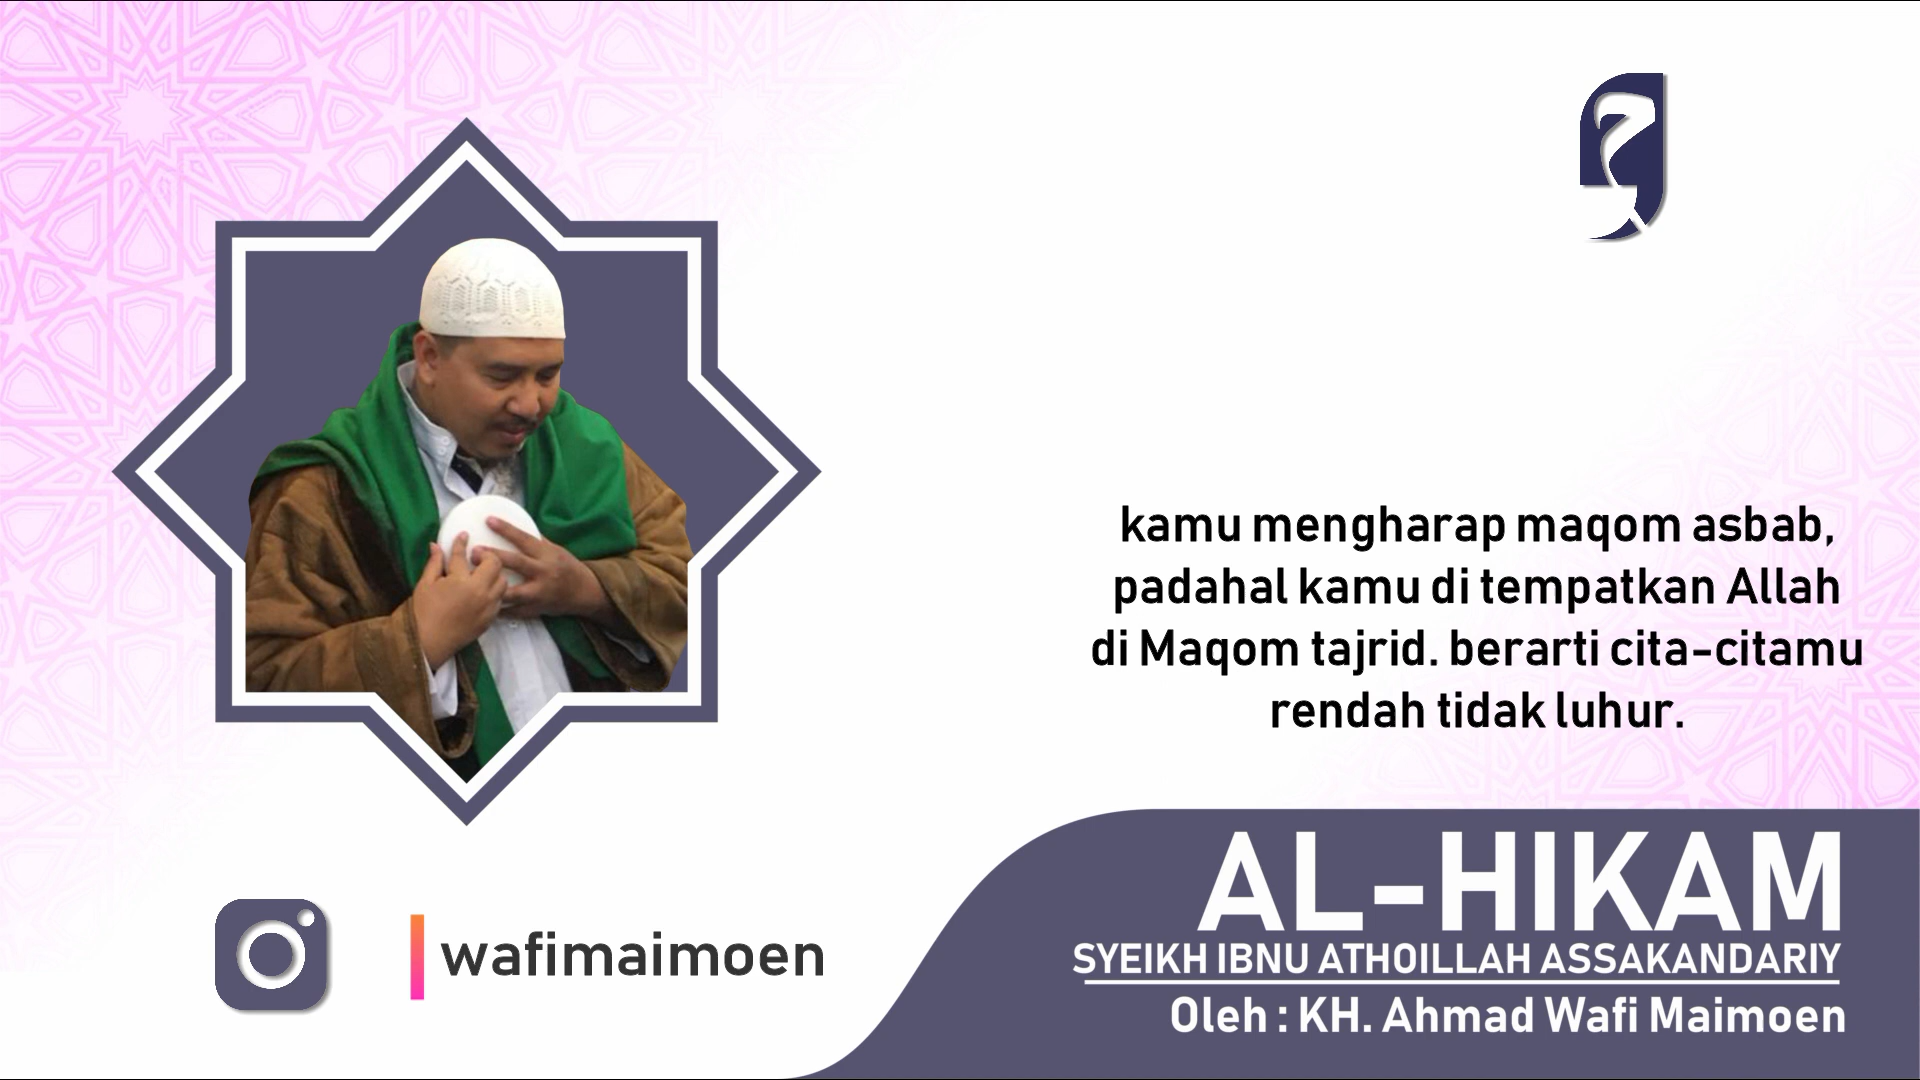 kamu mengharap maqom asbab,
padahal kamu di tempatkan Allah
di Maqom tajrid. berarti cita-citamu
rendah tidak luhur.
AL-HIKAM
SYEIKH IBNU ATHOILLAH ASSAKANDARIY
Oleh : KH. Ahmad Wafi Maimoen
wafimaimoen